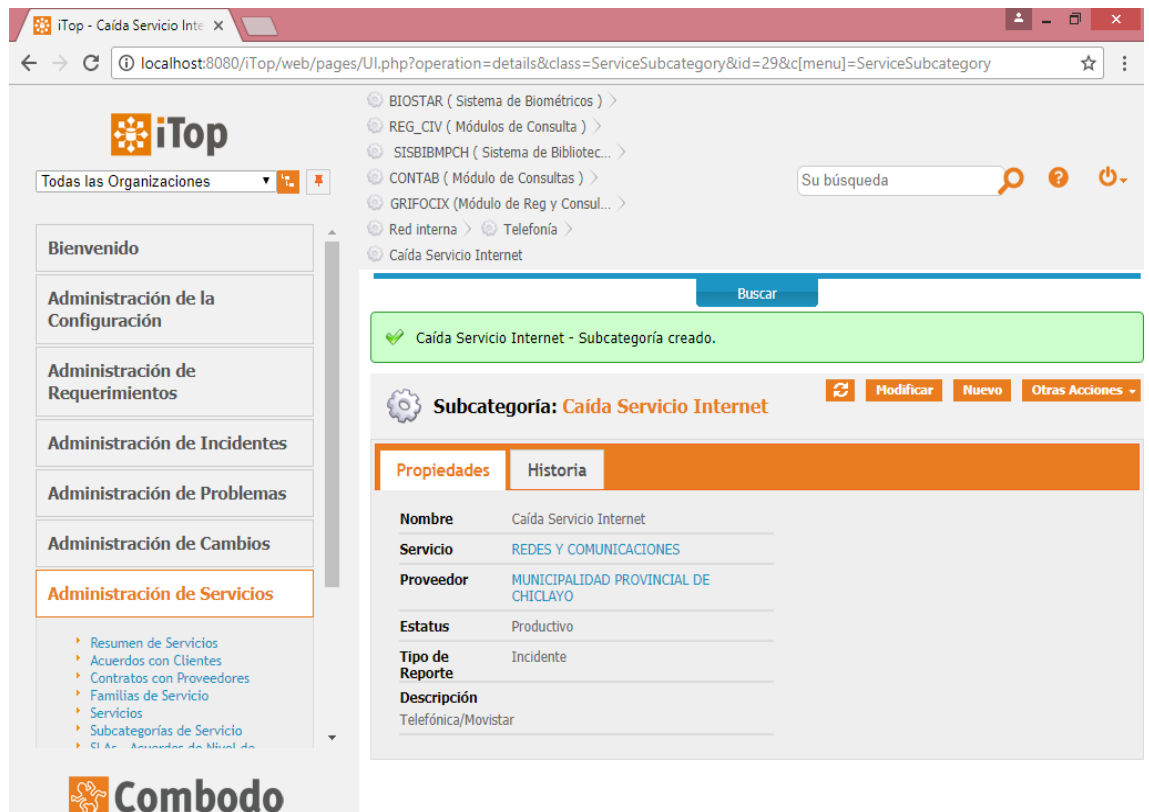 iTop - Caída Servicio Inte
localhost:8080/iTop/web/pages/UI.php?operation=details&class=ServiceSubcategory&id=29&c[menu]=ServiceSubcategory
iTop
Todas las Organizaciones
Bienvenido
Administración de la
Configuración
Administración de
Requerimientos
Administración de Incidentes
Administración de Problemas
Administración de Cambios
Administración de Servicios
Resumen de Servicios
Acuerdos con Clientes
Contratos con Proveedores
Familias de Servicio
Servicios
Subcategorías de Servicio
SLAs - Acuerdos de Nivel de
Combodo
BIOSTAR ( Sistema de Biométricos )
REG_CIV ( Módulos de Consulta )
SISBIBMPCH ( Sistema de Bibliotec...
CONTAB ( Módulo de Consultas )
GRIFOCIX (Módulo de Reg y Consul...
Red interna Telefonía
Caída Servicio Internet
Su búsqueda
Buscar
Caída Servicio Internet - Subcategoría creado.
Subcategoría: Caída Servicio Internet
Modificar Nuevo Otras Acciones
Propiedades Historia
Nombre Caída Servicio Internet
Servicio REDES Y COMUNICACIONES
Proveedor MUNICIPALIDAD PROVINCIAL DE
CHICLAYO
Estatus Productivo
Tipo de Incidente
Reporte
Descripción
Telefónica/Movistar